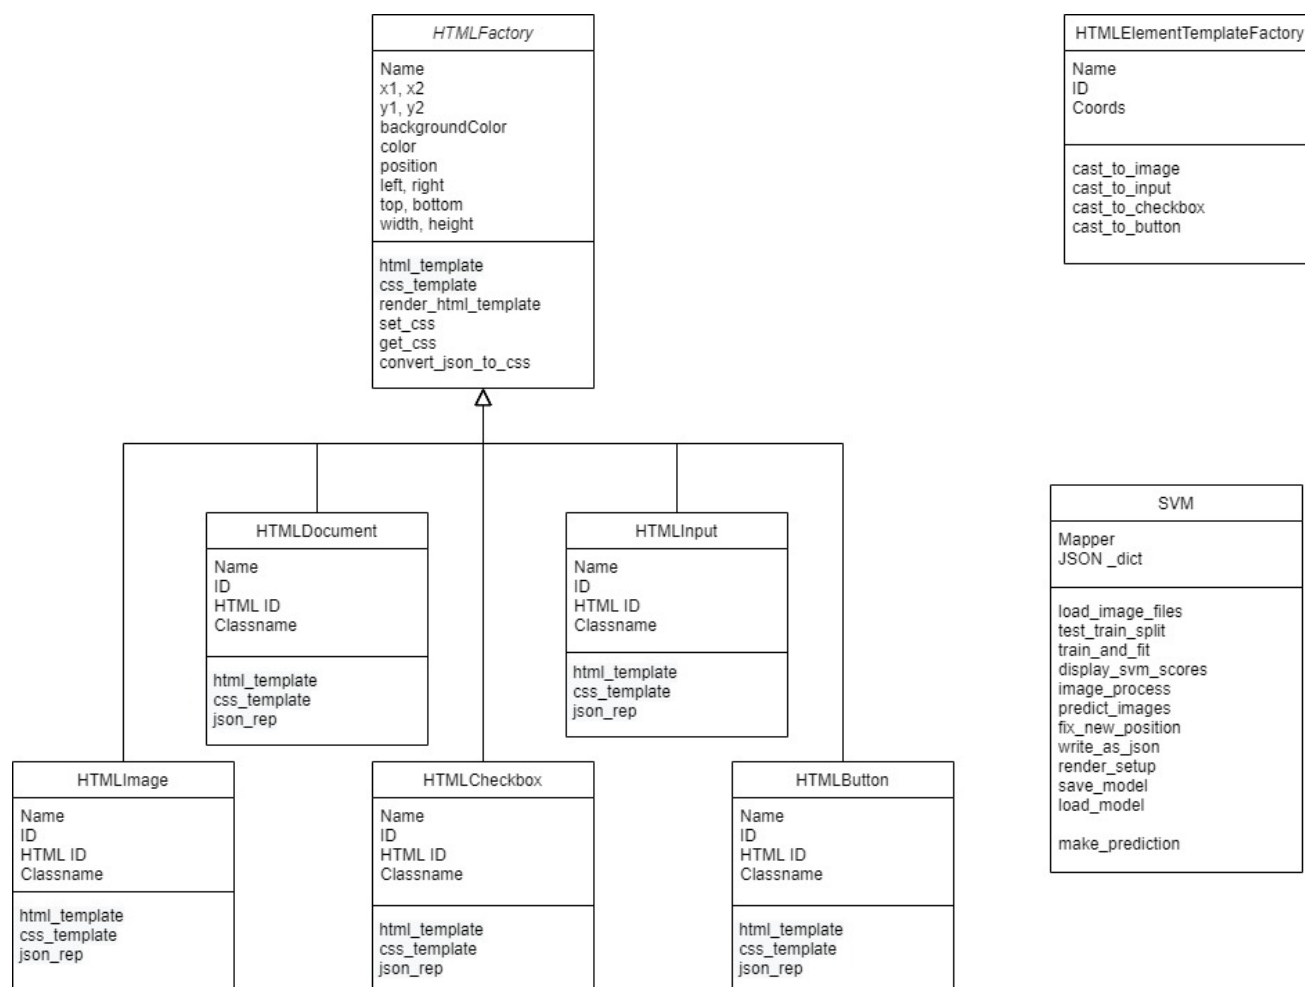 HTMLFactory
Name
x1, x2
y1, y2
backgroundColor
color
position
left, right
top, bottom
width, height
html_template
css_template
render_html_template
set_css
get_css
convert_json_to_css
HTMLElementTemplateFactory
Name
ID
Coords
cast_to_image
cast_to_input
cast_to_checkbox
cast_to_button
HTMLDocument
Name
ID
HTML ID
Classname
html_template
css_template
json_rep
HTMLInput
Name
ID
HTML ID
Classname
html_template
css_template
json_rep
SVM
Mapper
JSON _dict
load_image_files
test_train_split
train_and_fit
display_svm_scores
image_process
predict_images
fix_new_position
write_as_json
render_setup
save_model
load_model
make_prediction
HTMLImage
Name
ID
HTML ID
Classname
html_template
css_template
json_rep
HTMLCheckbox
Name
ID
HTML ID
Classname
html_template
css_template
json_rep
HTMLButton
Name
ID
HTML ID
Classname
html_template
css_template
json_rep